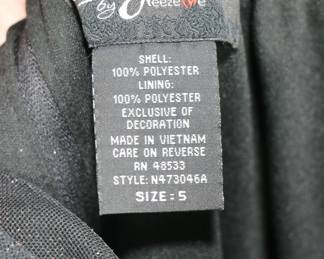 by
SHELL:
100% POLYESTER
LINING:
100% POLYESTER
EXCLUSIVE OF
DECORATION
MADE IN VIETNAM
CARE ON REVERSE
RN 48533
STYLE: N473046A
SIZE: 5